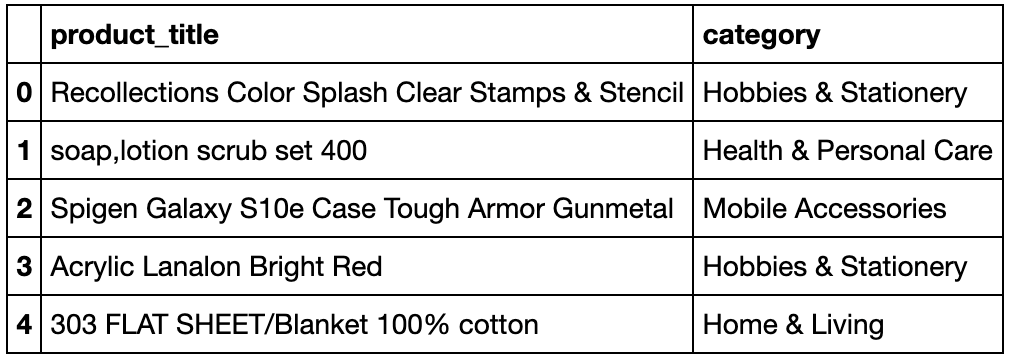 product_title category
0 Recollections Color Splash Clear Stamps & Stencil Hobbies & Stationery
1 soap,lotion scrub set 400 Health & Personal Care
2 Spigen Galaxy S10e Case Tough Armor Gunmetal Mobile Accessories
3 Acrylic Lanalon Bright Red Hobbies & Stationery
4 303 FLAT SHEET/Blanket 100% cotton Home & Living